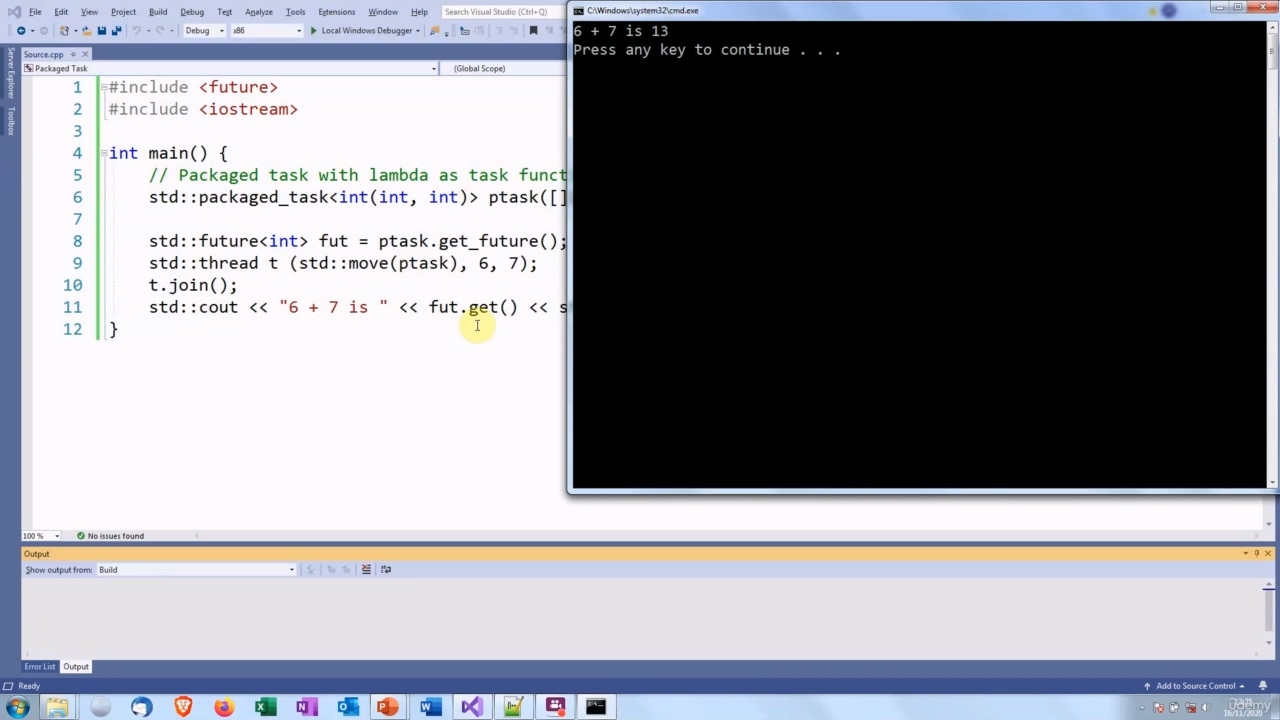 File Edit View Project Build Debug Test Analyze Tools Extensions Window Help Search Visual Studio (Ctrl+Q)
C:\Windows\system32\cmd.exe
Debug x86 Local Windows Debugger
6 + 7 is 13
Press any key to continue . . .
Server Explorer
Toolbox
Source.cpp
Packaged Task (Global Scope)
1 #include <future>
2 #include <iostream>
3
4 int main() {
5 // Packaged task with lambda as task funct
6 std::packaged_task<int(int, int)> ptask([]
7
8 std::future<int> fut = ptask.get_future();
9 std::thread t (std::move(ptask), 6, 7);
10 t.join();
11 std::cout << "6 + 7 is " << fut.get() << s
12 }
100 % No issues found
Output
Show output from: Build
Error List Output
Ready Add to Source Control
16/11/2020
udemy